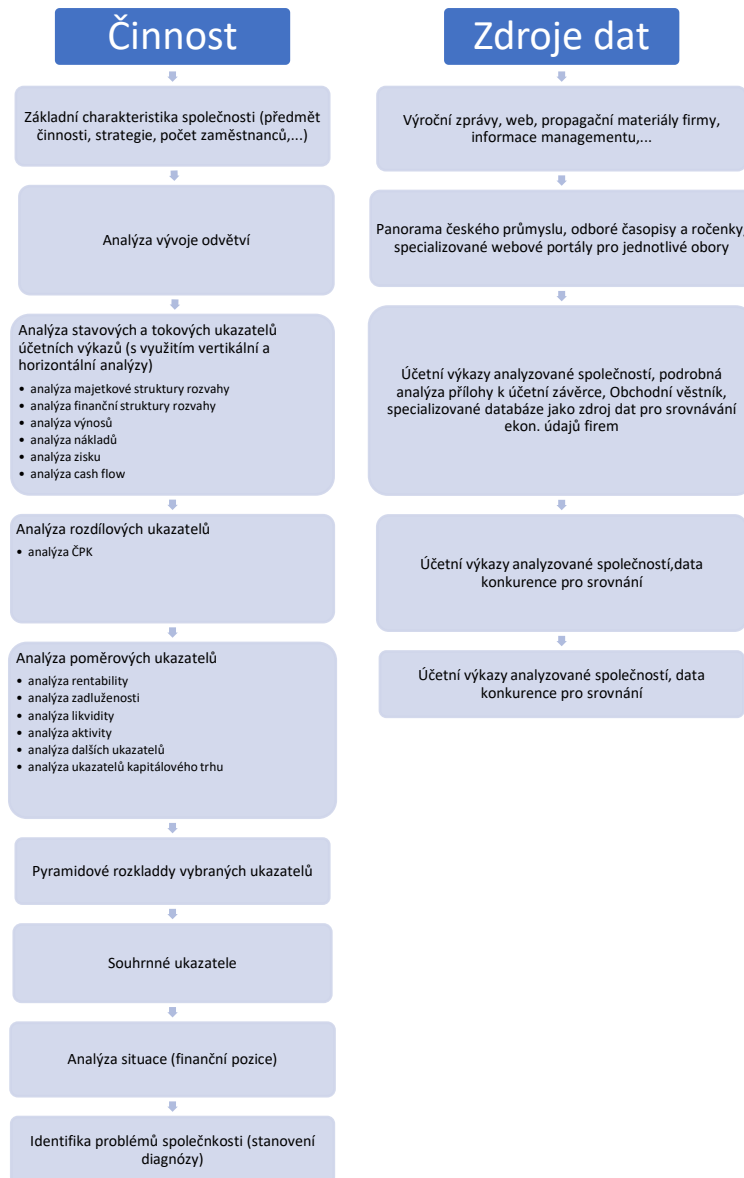 Činnost
Základní charakteristika společnosti (předmět
činnosti, strategie, počet zaměstnanců,...)
Analýza vývoje odvětví
Analýza stavových a tokových ukazatelů
účetních výkazů (s využitím vertikální a
horizontální analýzy)
• analýza majetkové struktury rozvahy
• analýza finanční struktury rozvahy
• analýza výnosů
• analýza nákladů
• analýza zisku
• analýza cash flow
Analýza rozdílových ukazatelů
• analýza ČPK
Analýza poměrových ukazatelů
• analýza rentability
• analýza zadluženosti
• analýza likvidity
• analýza aktivity
• analýza dalších ukazatelů
• analýza ukazatelů kapitálového trhu
Pyramidové rozkladdy vybraných ukazatelů
Souhrnné ukazatele
Analýza situace (finanční pozice)
Identifika problémů společnkosti (stanovení
diagnózy)
Zdroje dat
Výroční zprávy, web, propagační materiály firmy,
informace managementu,...
Panorama českého průmyslu, odboré časopisy a ročenky,
specializované webové portály pro jednotlivé obory
Účetní výkazy analyzované společností, podrobná
analýza přílohy k účetní závěrce, Obchodní věstník,
specializované databáze jako zdroj dat pro srovnávání
ekon. údajů firem
Účetní výkazy analyzované společností,data
konkurence pro srovnání
Účetní výkazy analyzované společností, data
konkurence pro srovnání